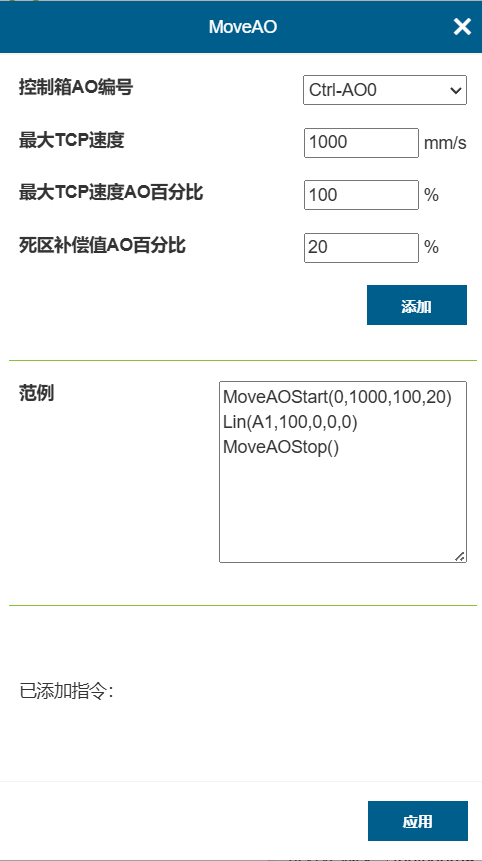 MoveAO
控制箱AO编号 Ctrl-AO0
最大TCP速度 1000 mm/s
最大TCP速度AO百分比 100 %
死区补偿值AO百分比 20 %
添加
范例
MoveAOStart(0,1000,100,20)
Lin(A1,100,0,0,0)
MoveAOStop()
已添加指令:
应用